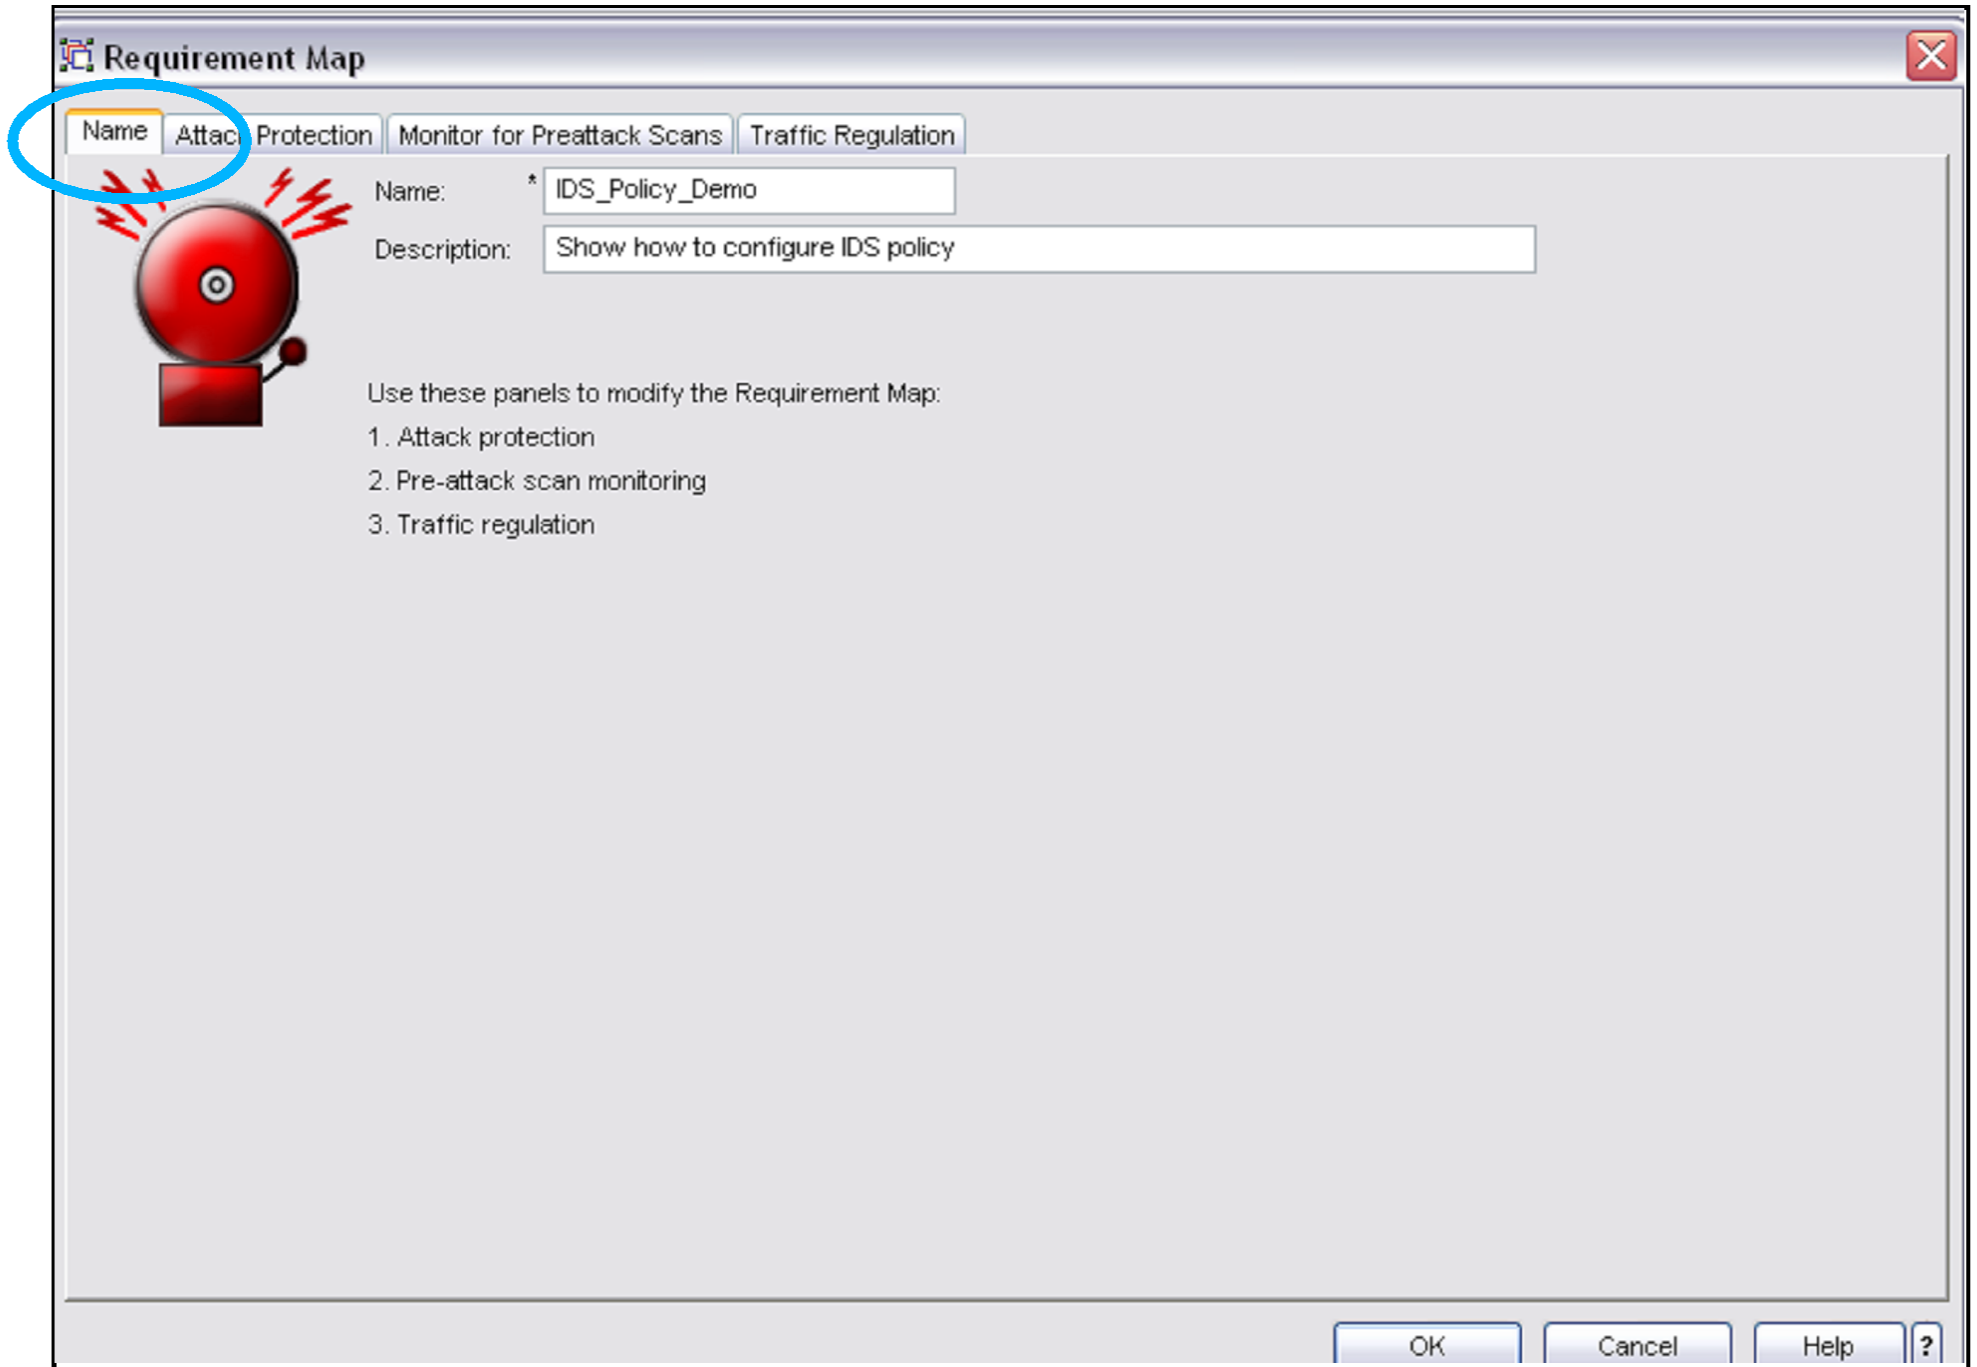 Requirement Map
Name Attack Protection Monitor for Preattack Scans Traffic Regulation
Name: * IDS_Policy_Demo
Description: Show how to configure IDS policy
Use these panels to modify the Requirement Map:
1. Attack protection
2. Pre-attack scan monitoring
3. Traffic regulation
OK Cancel Help ?